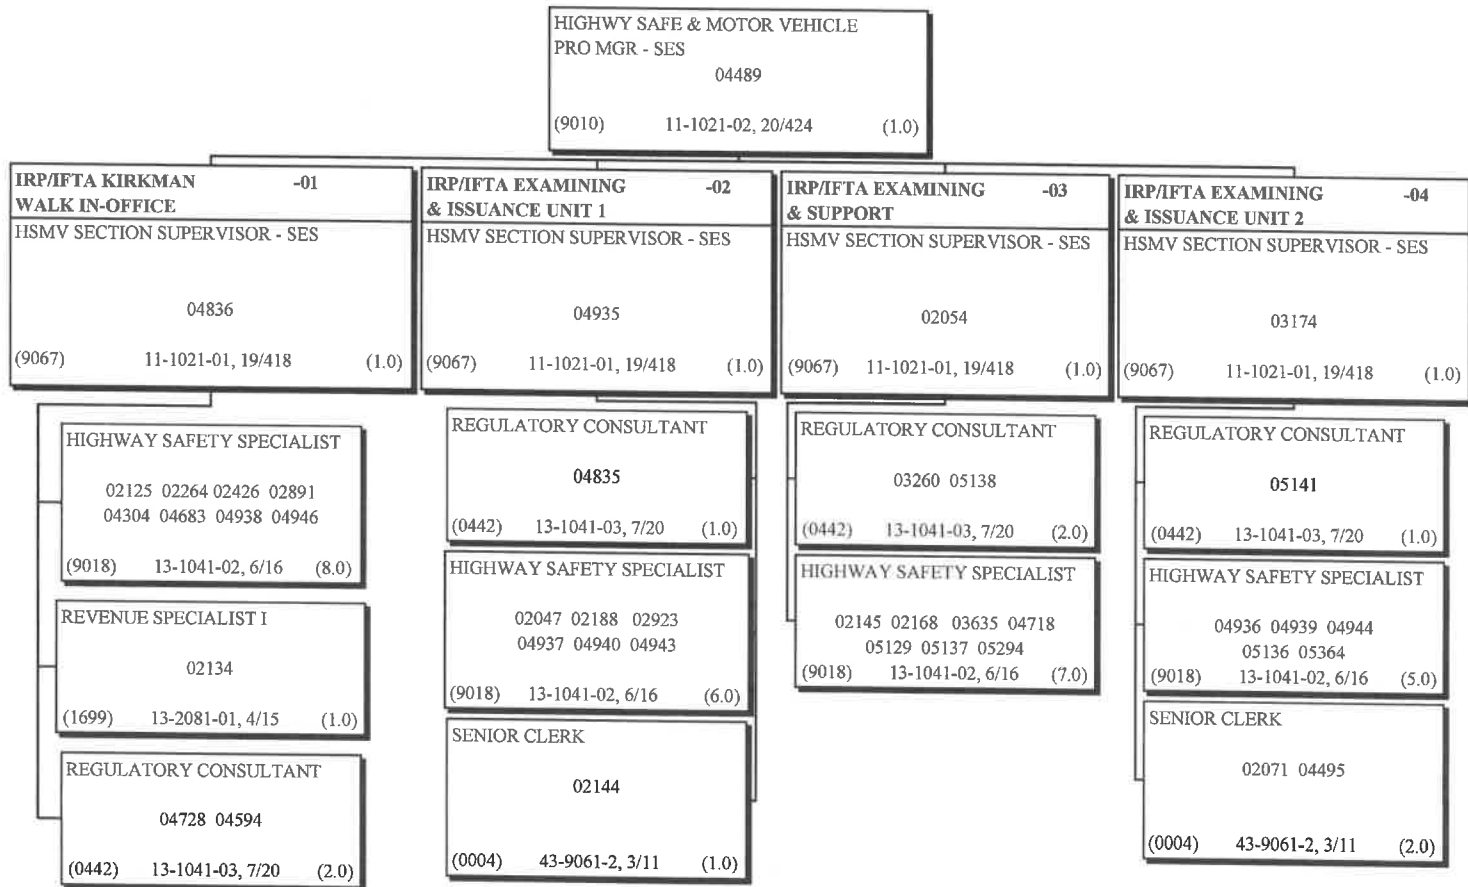 HIGHWY SAFE & MOTOR VEHICLE
PRO MGR - SES
04489
(9010) 11-1021-02, 20/424 (1.0)
IRP/IFTA KIRKMAN -01
WALK IN-OFFICE
HSMV SECTION SUPERVISOR - SES
04836
(9067) 11-1021-01, 19/418 (1.0)
HIGHWAY SAFETY SPECIALIST
02125 02264 02426 02891
04304 04683 04938 04946
(9018) 13-1041-02, 6/16 (8.0)
REVENUE SPECIALIST I
02134
(1699) 13-2081-01, 4/15 (1.0)
REGULATORY CONSULTANT
04728 04594
(0442) 13-1041-03, 7/20 (2.0)
IRP/IFTA EXAMINING -02
& ISSUANCE UNIT 1
HSMV SECTION SUPERVISOR - SES
04935
(9067) 11-1021-01, 19/418 (1.0)
REGULATORY CONSULTANT
04835
(0442) 13-1041-03, 7/20 (1.0)
HIGHWAY SAFETY SPECIALIST
02047 02188 02923
04937 04940 04943
(9018) 13-1041-02, 6/16 (6.0)
SENIOR CLERK
02144
(0004) 43-9061-2, 3/11 (1.0)
IRP/IFTA EXAMINING -03
& SUPPORT
HSMV SECTION SUPERVISOR - SES
02054
(9067) 11-1021-01, 19/418 (1.0)
REGULATORY CONSULTANT
03260 05138
(0442) 13-1041-03, 7/20 (2.0)
HIGHWAY SAFETY SPECIALIST
02145 02168 03635 04718
05129 05137 05294
(9018) 13-1041-02, 6/16 (7.0)
IRP/IFTA EXAMINING -04
& ISSUANCE UNIT 2
HSMV SECTION SUPERVISOR - SES
03174
(9067) 11-1021-01, 19/418 (1.0)
REGULATORY CONSULTANT
05141
(0442) 13-1041-03, 7/20 (1.0)
HIGHWAY SAFETY SPECIALIST
04936 04939 04944
05136 05364
(9018) 13-1041-02, 6/16 (5.0)
SENIOR CLERK
02071 04495
(0004) 43-9061-2, 3/11 (2.0)